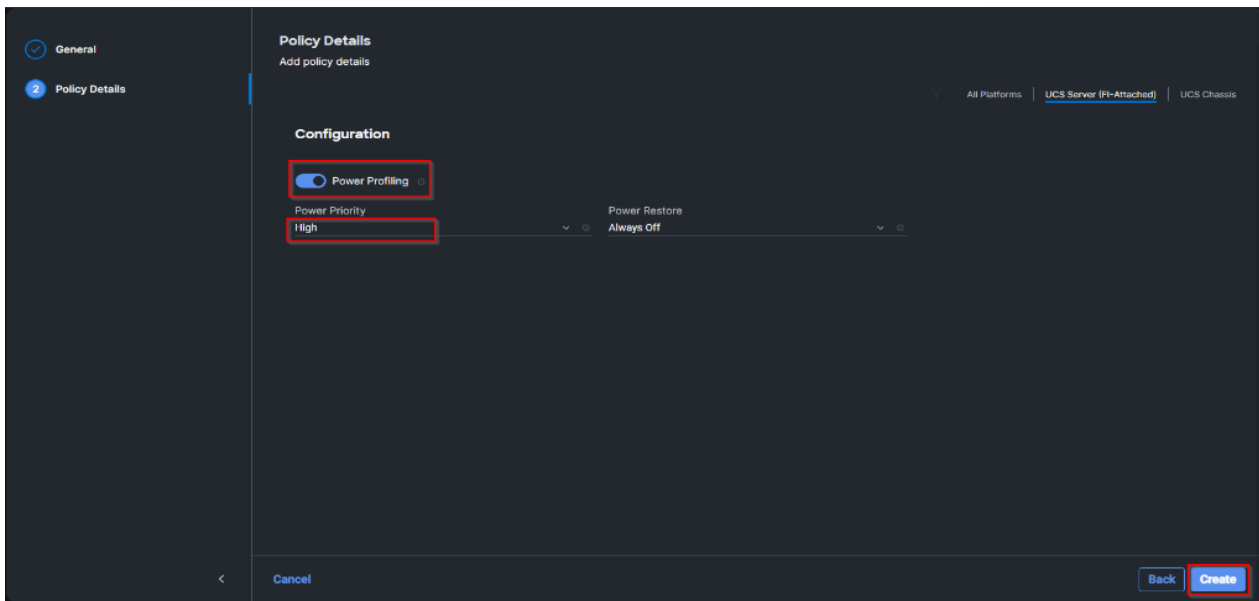 General
2 Policy Details
Policy Details
Add policy details
All Platforms | UCS Server (FI-Attached) | UCS Chassis
Configuration
Power Profiling
Power Priority Power Restore
High Always Off
< Cancel Back Create